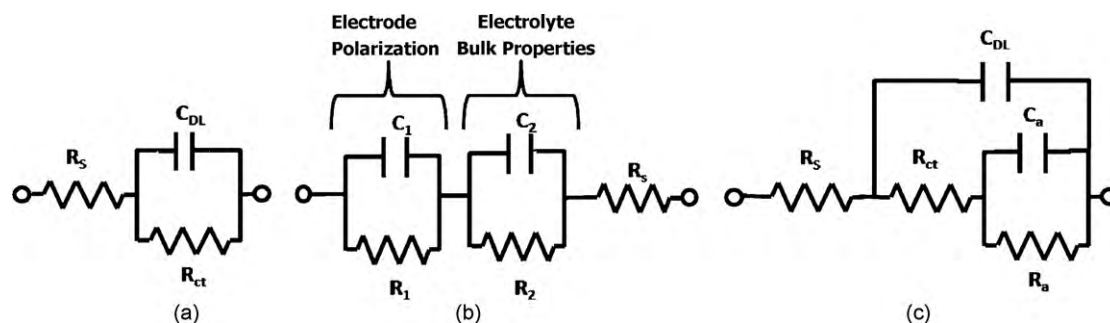 C_DL
R_S
R_ct
(a)
Electrode
Polarization
Electrolyte
Bulk Properties
C_1
C_2
R_s
R_1
R_2
(b)
C_DL
C_a
R_S
R_ct
R_a
(c)